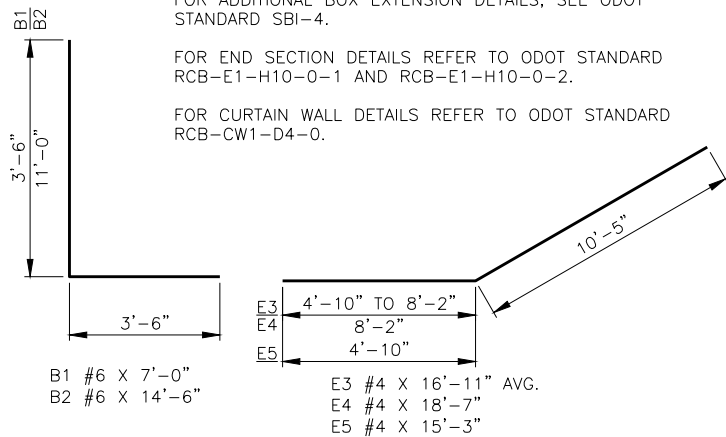 FOR ADDITIONAL BOX EXTENSION DETAILS, SEE ODOT
STANDARD SBI-4.
FOR END SECTION DETAILS REFER TO ODOT STANDARD
RCB-E1-H10-0-1 AND RCB-E1-H10-0-2.
FOR CURTAIN WALL DETAILS REFER TO ODOT STANDARD
RCB-CW1-D4-0.
B1
B2
3'-6"
11'-0"
3'-6"
B1 #6 X 7'-0"
B2 #6 X 14'-6"
10'-5"
E3 4'-10" TO 8'-2"
E4 8'-2"
E5 4'-10"
E3 #4 X 16'-11" AVG.
E4 #4 X 18'-7"
E5 #4 X 15'-3"